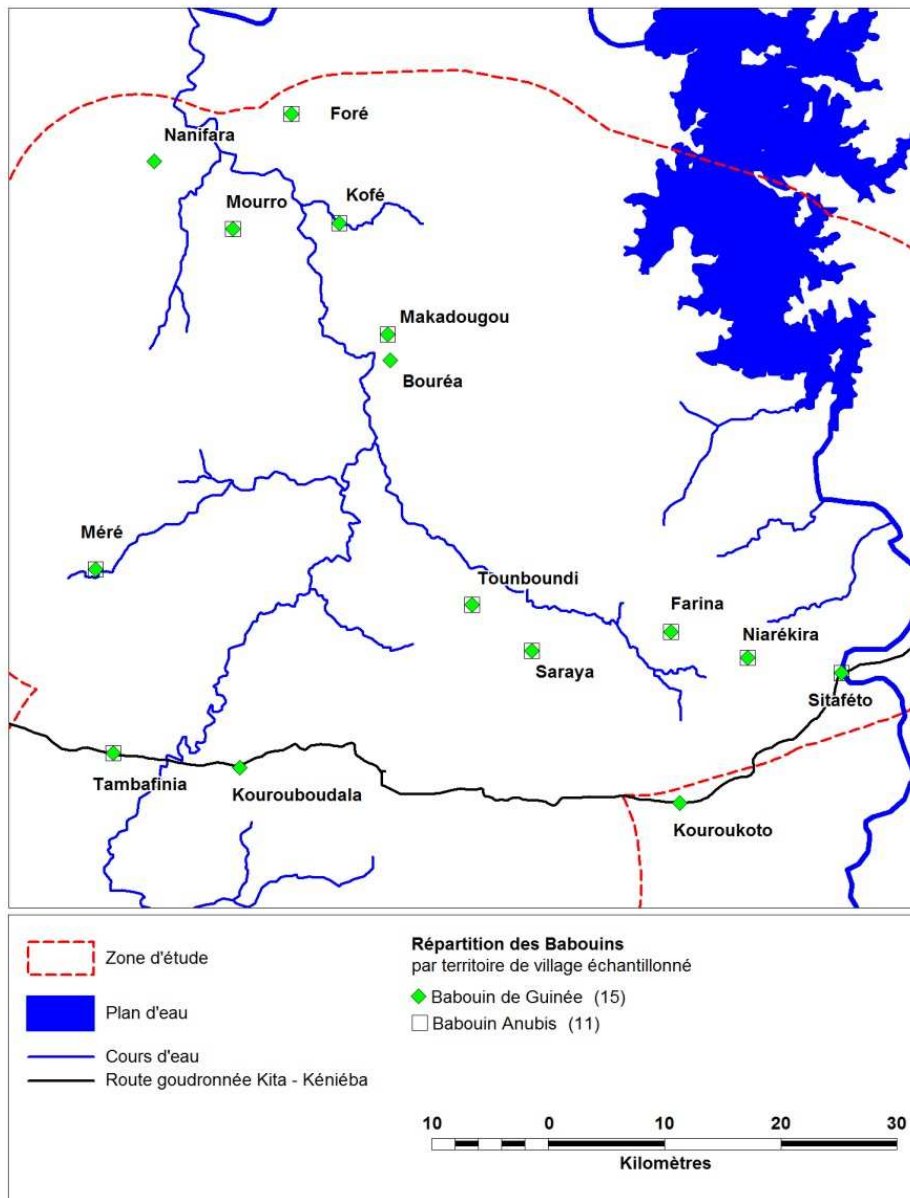 Foré
Nanifara
Mourro
Kofé
Makadougou
Bouréa
Méré
Tounboundi
Farina
Niarékira
Saraya
Sitaféto
Tambafinia
Kourouboudala
Kouroukoto
Zone d'étude
Plan d'eau
Cours d'eau
Route goudronnée Kita - Kéniéba
Répartition des Babouins
par territoire de village échantillonné
Babouin de Guinée (15)
Babouin Anubis (11)
10 0 10 20 30
Kilomètres